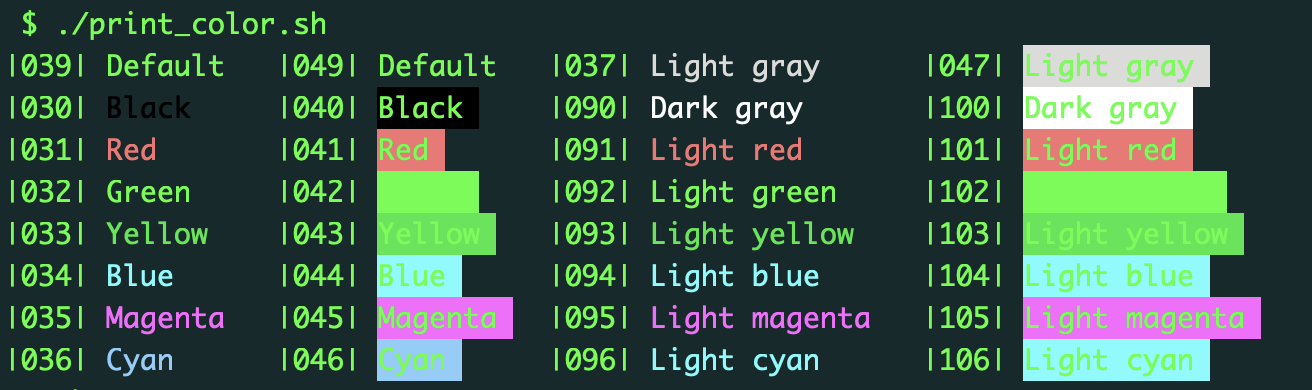 $ ./print_color.sh
|039| Default |049| Default |037| Light gray |047| Light gray
|030| Black |040| Black |090| Dark gray |100| Dark gray
|031| Red |041| Red |091| Light red |101| Light red
|032| Green |042| |092| Light green |102|
|033| Yellow |043| Yellow |093| Light yellow |103| Light yellow
|034| Blue |044| Blue |094| Light blue |104| Light blue
|035| Magenta |045| Magenta |095| Light magenta |105| Light magenta
|036| Cyan |046| Cyan |096| Light cyan |106| Light cyan